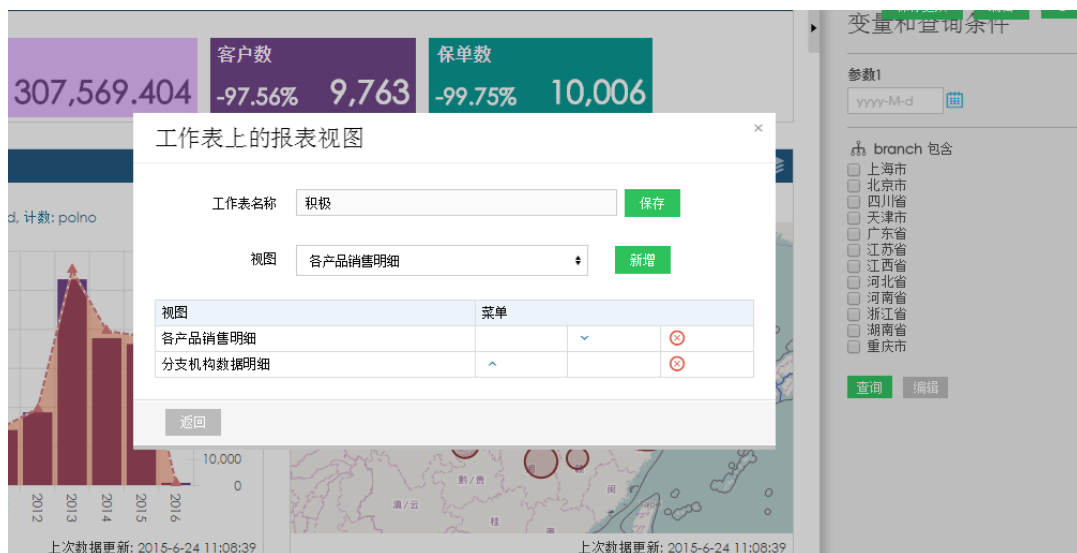 变量和查询条件
客户数
保单数
307,569.404
-97.56% 9,763
-99.75% 10,006
参数1
yyyy-M-d
工作表上的报表视图
×
branch 包含
上海市
北京市
四川省
天津市
广东省
江苏省
江西省
河北省
河南省
浙江省
湖南省
重庆市
查询 编辑
工作表名称 积极 保存
d, 计数: polno
视图 各产品销售明细 新增
视图 菜单
各产品销售明细
分支机构数据明细
返回
10,000
0
黔/贵
滇/云
桂
闽
2012 2013 2014 2015 2016
上次数据更新: 2015-6-24 11:08:39
上次数据更新: 2015-6-24 11:08:39